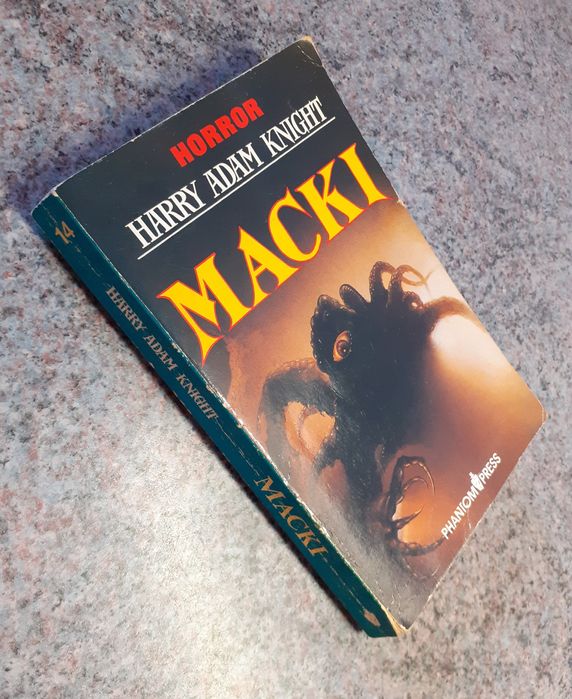 HORROR
HARRY ADAM KNIGHT
MACKI
PHANTOM PRESS
14
HARRY ADAM KNIGHT
MACKI